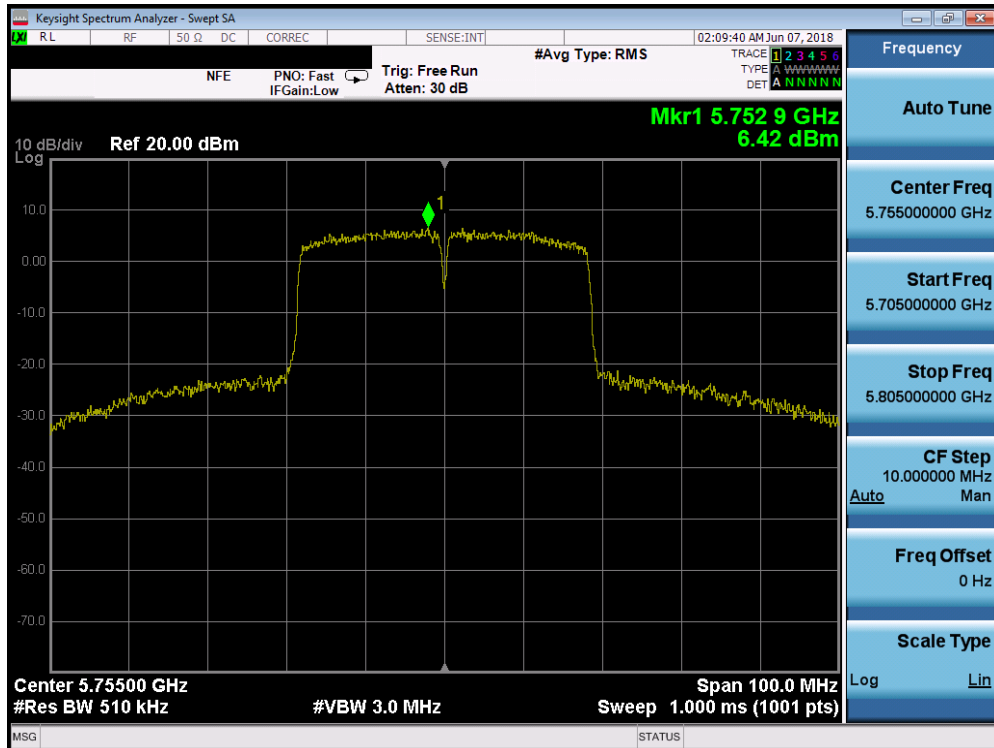 Keysight Spectrum Analyzer - Swept SA
LXI RL RF 50 Ω DC CORREC SENSE:INT 02:09:40 AM Jun 07, 2018
#Avg Type: RMS TRACE 1 2 3 4 5 6
NFE PNO: Fast Trig: Free Run TYPE A WWWWW
IFGain:Low Atten: 30 dB DET A N N N N N
Mkr1 5.752 9 GHz
6.42 dBm
10 dB/div Ref 20.00 dBm
Log
1
10.0
0.00
-10.0
-20.0
-30.0
-40.0
-50.0
-60.0
-70.0
Center 5.75500 GHz Span 100.0 MHz
#Res BW 510 kHz #VBW 3.0 MHz Sweep 1.000 ms (1001 pts)
MSG STATUS
Frequency
Auto Tune
Center Freq
5.755000000 GHz
Start Freq
5.705000000 GHz
Stop Freq
5.805000000 GHz
CF Step
10.000000 MHz
Auto Man
Freq Offset
0 Hz
Scale Type
Log Lin